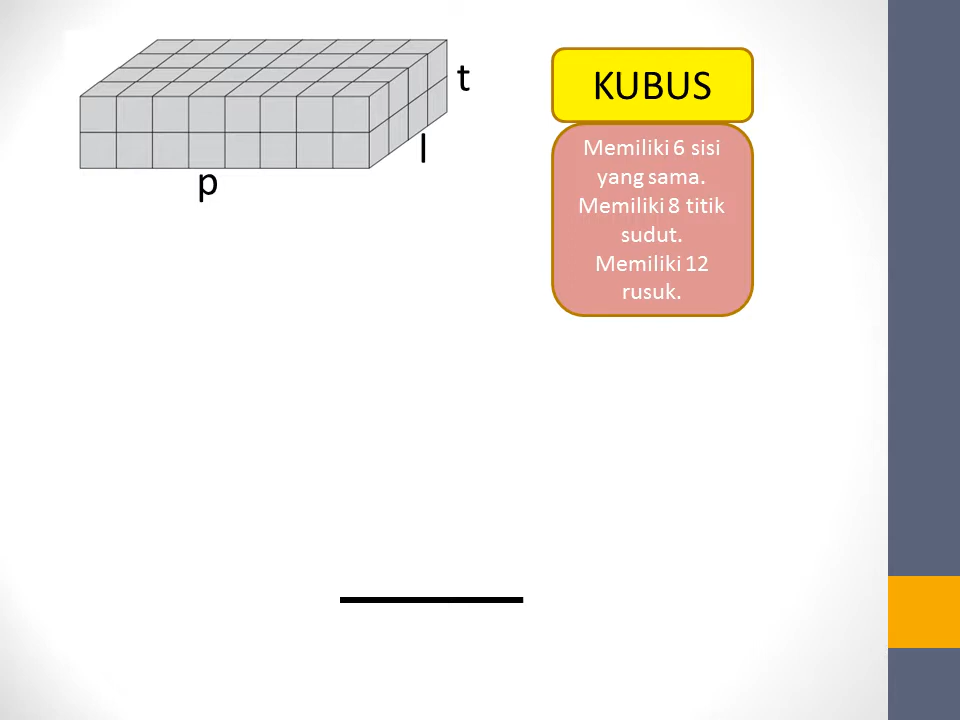 t
l
p
KUBUS
Memiliki 6 sisi
yang sama.
Memiliki 8 titik
sudut.
Memiliki 12
rusuk.